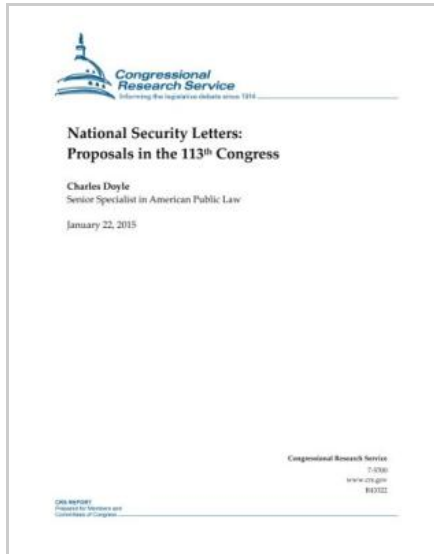 Congressional
Research Service
Informing the legislative debate since 1914
National Security Letters:
Proposals in the 113th Congress
Charles Doyle
Senior Specialist in American Public Law
January 22, 2015
Congressional Research Service
7-5700
www.crs.gov
R43322
CRS REPORT
Prepared for Members and
Committees of Congress